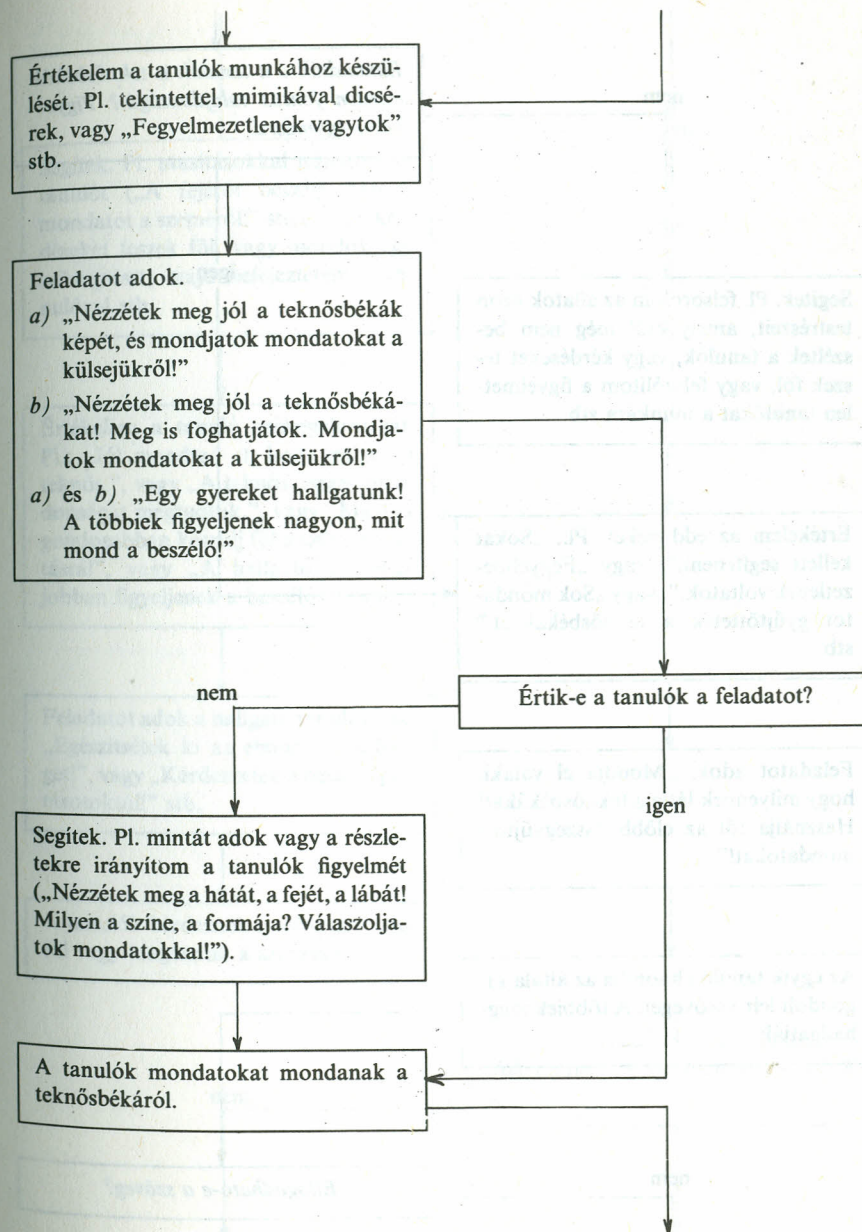 Értékelem a tanulók munkához készü-
lését. Pl. tekintettel, mimikával dicsé-
rek, vagy „Fegyelmezetlenek vagytok”
stb.
Feladatot adok.
a) „Nézzétek meg jól a teknősbékák
képét, és mondjatok mondatokat a
külsejükről!”
b) „Nézzétek meg jól a teknősbéká-
kat! Meg is foghatjátok. Mondja-
tok mondatokat a külsejükről!”
a) és b) „Egy gyereket hallgatunk!
A többiek figyeljenek nagyon, mit
mond a beszélő!”
Értik-e a tanulók a feladatot?
nem
igen
Segítek. Pl. mintát adok vagy a részle-
tekre irányítom a tanulók figyelmét
(„Nézzétek meg a hátát, a fejét, a lábát!
Milyen a színe, a formája? Válaszolja-
tok mondatokkal!”).
A tanulók mondatokat mondanak a
teknősbékáról.